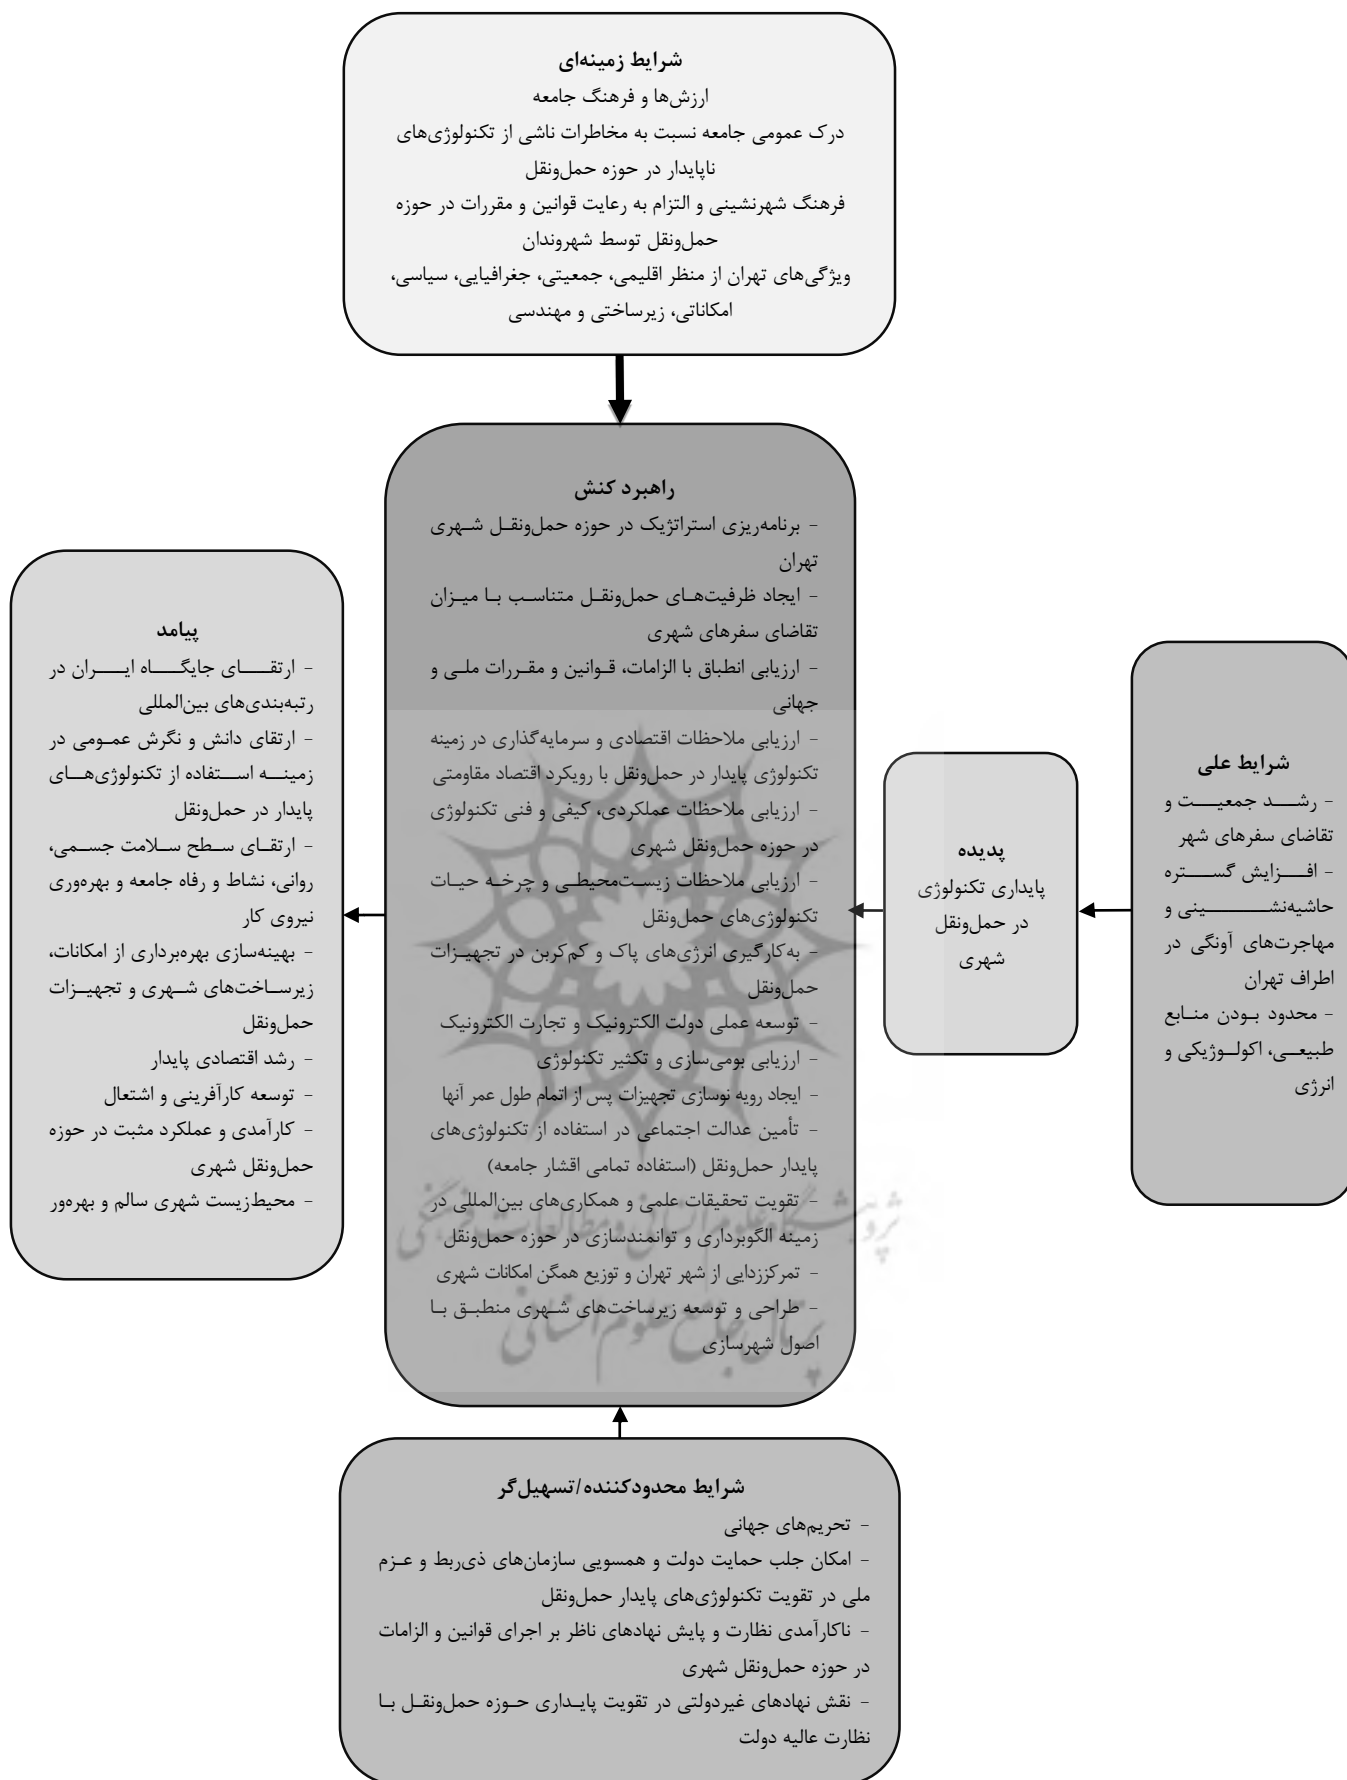 شرایط زمینه‌ای
ارزش‌ها و فرهنگ جامعه
درک عمومی جامعه نسبت به مخاطرات ناشی از تکنولوژی‌های
ناپایدار در حوزه حمل‌ونقل
فرهنگ شهرنشینی و التزام به رعایت قوانین و مقررات در حوزه
حمل‌ونقل توسط شهروندان
ویژگی‌های تهران از منظر اقلیمی، جمعیتی، جغرافیایی، سیاسی،
امکاناتی، زیرساختی و مهندسی
شرایط علی
- رشد جمعیت و
تقاضای سفرهای شهر
- افزایش گستره
حاشیه‌نشینی و
مهاجرت‌های آونگی در
اطراف تهران
- محدود بودن منابع
طبیعی، اکولوژیکی و
انرژی
پدیده
پایداری تکنولوژی
در حمل‌ونقل
شهری
راهبرد کنش
- برنامه‌ریزی استراتژیک در حوزه حمل‌ونقل شهری
تهران
- ایجاد ظرفیت‌های حمل‌ونقل متناسب با میزان
تقاضای سفرهای شهری
- ارزیابی انطباق با الزامات، قوانین و مقررات ملی و
جهانی
- ارزیابی ملاحظات اقتصادی و سرمایه‌گذاری در زمینه
تکنولوژی پایدار در حمل‌ونقل با رویکرد اقتصاد مقاومتی
- ارزیابی ملاحظات عملکردی، کیفی و فنی تکنولوژی
در حوزه حمل‌ونقل شهری
- ارزیابی ملاحظات زیست‌محیطی و چرخه حیات
تکنولوژی‌های حمل‌ونقل
- به‌کارگیری انرژی‌های پاک و کم‌کربن در تجهیزات
حمل‌ونقل
- توسعه عملی دولت الکترونیک و تجارت الکترونیک
- ارزیابی بومی‌سازی و تکثیر تکنولوژی
- ایجاد رویه نوسازی تجهیزات پس از اتمام طول عمر آنها
- تأمین عدالت اجتماعی در استفاده از تکنولوژی‌های
پایدار حمل‌ونقل (استفاده تمامی اقشار جامعه)
- تقویت تحقیقات علمی و همکاری‌های بین‌المللی در
زمینه الگوبرداری و توانمندسازی در حوزه حمل‌ونقل
- تمرکززدایی از شهر تهران و توزیع همگن امکانات شهری
- طراحی و توسعه زیرساخت‌های شهری منطبق با
اصول شهرسازی
پژوهشگاه علوم انسانی و مطالعات فرهنگی
پرتال جامع علوم انسانی
پیامد
- ارتقای جایگاه ایران در
رتبه‌بندی‌های بین‌المللی
- ارتقای دانش و نگرش عمومی در
زمینه استفاده از تکنولوژی‌های
پایدار در حمل‌ونقل
- ارتقای سطح سلامت جسمی،
روانی، نشاط و رفاه جامعه و بهره‌وری
نیروی کار
- بهینه‌سازی بهره‌برداری از امکانات،
زیرساخت‌های شهری و تجهیزات
حمل‌ونقل
- رشد اقتصادی پایدار
- توسعه کارآفرینی و اشتعال
- کارآمدی و عملکرد مثبت در حوزه
حمل‌ونقل شهری
- محیط‌زیست شهری سالم و بهره‌ور
شرایط محدودکننده/تسهیل‌گر
- تحریم‌های جهانی
- امکان جلب حمایت دولت و همسویی سازمان‌های ذی‌ربط و عزم
ملی در تقویت تکنولوژی‌های پایدار حمل‌ونقل
- ناکارآمدی نظارت و پایش نهادهای ناظر بر اجرای قوانین و الزامات
در حوزه حمل‌ونقل شهری
- نقش نهادهای غیردولتی در تقویت پایداری حوزه حمل‌ونقل با
نظارت عالیه دولت